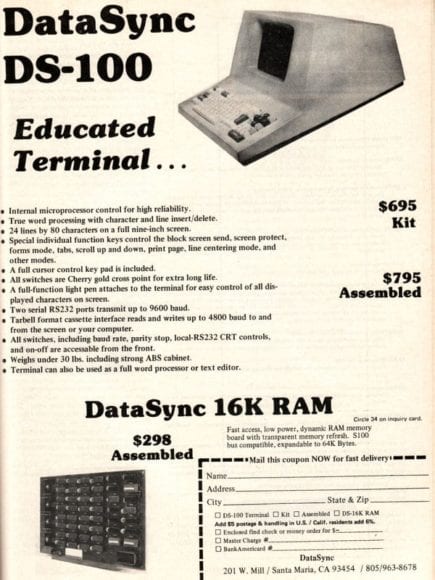 DataSync
DS-100
Educated
Terminal...
• Internal microprocessor control for high reliability.
• True word processing with character and line insert/delete.
• 24 lines by 80 characters on a full nine-inch screen.
• Special individual function keys control the block screen send, screen protect,
forms mode, tabs, scroll up and down, print page, line centering mode, and
other modes.
• A full cursor control key pad is included.
• All switches are Cherry gold cross point for extra long life.
• A full-function light pen attaches to the terminal for easy control of all dis-
played characters on screen.
• Two serial RS232 ports transmit up to 9600 baud.
• Tarbell format cassette interface reads and writes up to 4800 baud to and
from the screen or your computer.
• All switches, including baud rate, parity stop, local-RS232 CRT controls,
and on-off are accessable from the front.
• Weighs under 30 lbs. including strong ABS cabinet.
• Terminal can also be used as a full word processor or text editor.
$695
Kit
$795
Assembled
DataSync 16K RAM
Circle 34 on inquiry card.
$298
Assembled
Fast access, low power, dynamic RAM memory
board with transparent memory refresh. S100
bus compatible, expandable to 64K Bytes.
Mail this coupon NOW for fast delivery
Name
Address
City State & Zip
☐ DS-100 Terminal ☐ Kit ☐ Assembled ☐ DS-16K RAM
Add $5 postage & handling in U.S. / Calif. residents add 6%.
☐ Enclosed find check or money order for $
☐ Master Charge #
☐ BankAmericard #
DataSync
201 W. Mill / Santa Maria, CA 93454 / 805/963-8678